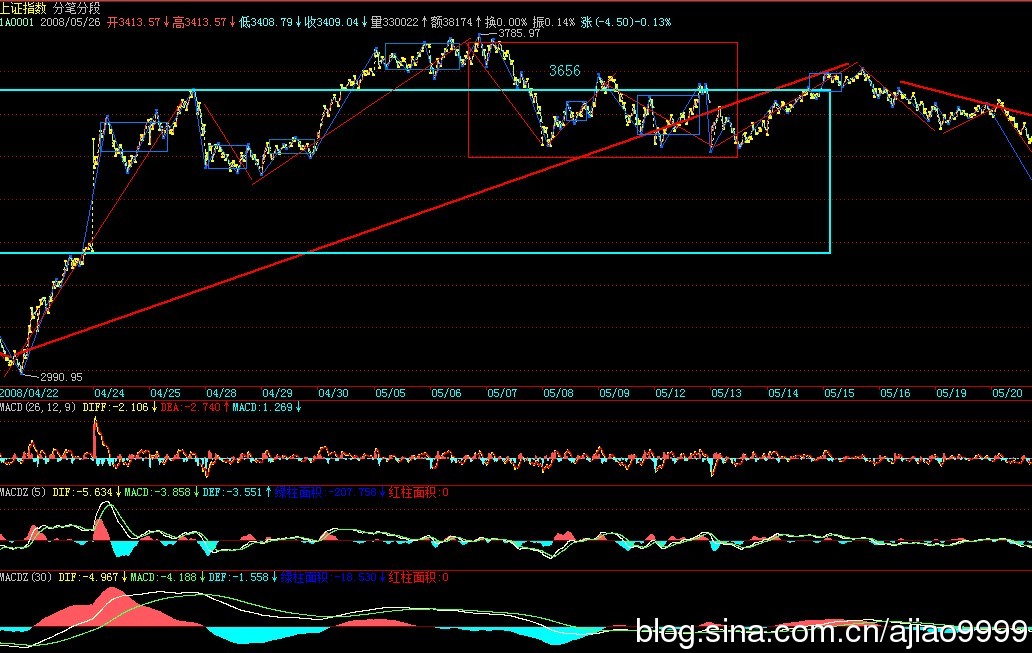 上证指数 分笔分段
1A0001 2008/05/26 开3413.57↓高3413.57↓低3408.79↓收3409.04↓量330022↑额38174↑换0.00% 振0.14% 涨(-4.50)-0.13%
3785.97
3656
2990.95
2008/04/22 04/24 04/25 04/28 04/29 04/30 05/05 05/06 05/07 05/08 05/09 05/12 05/13 05/14 05/15 05/16 05/19 05/20
MACD(26,12,9) DIFF:-2.106↓DEA:-2.740↑MACD:1.269↓
MACDZ(5) DIF:-5.634↓MACD:-3.858↓DEF:-3.551↑绿柱面积:-207.758↓红柱面积:0
MACDZ(30) DIF:-4.967↓MACD:-4.188↓DEF:-1.558↓绿柱面积:-18.530↓红柱面积:0
blog.sina.com.cn/ajiao9999